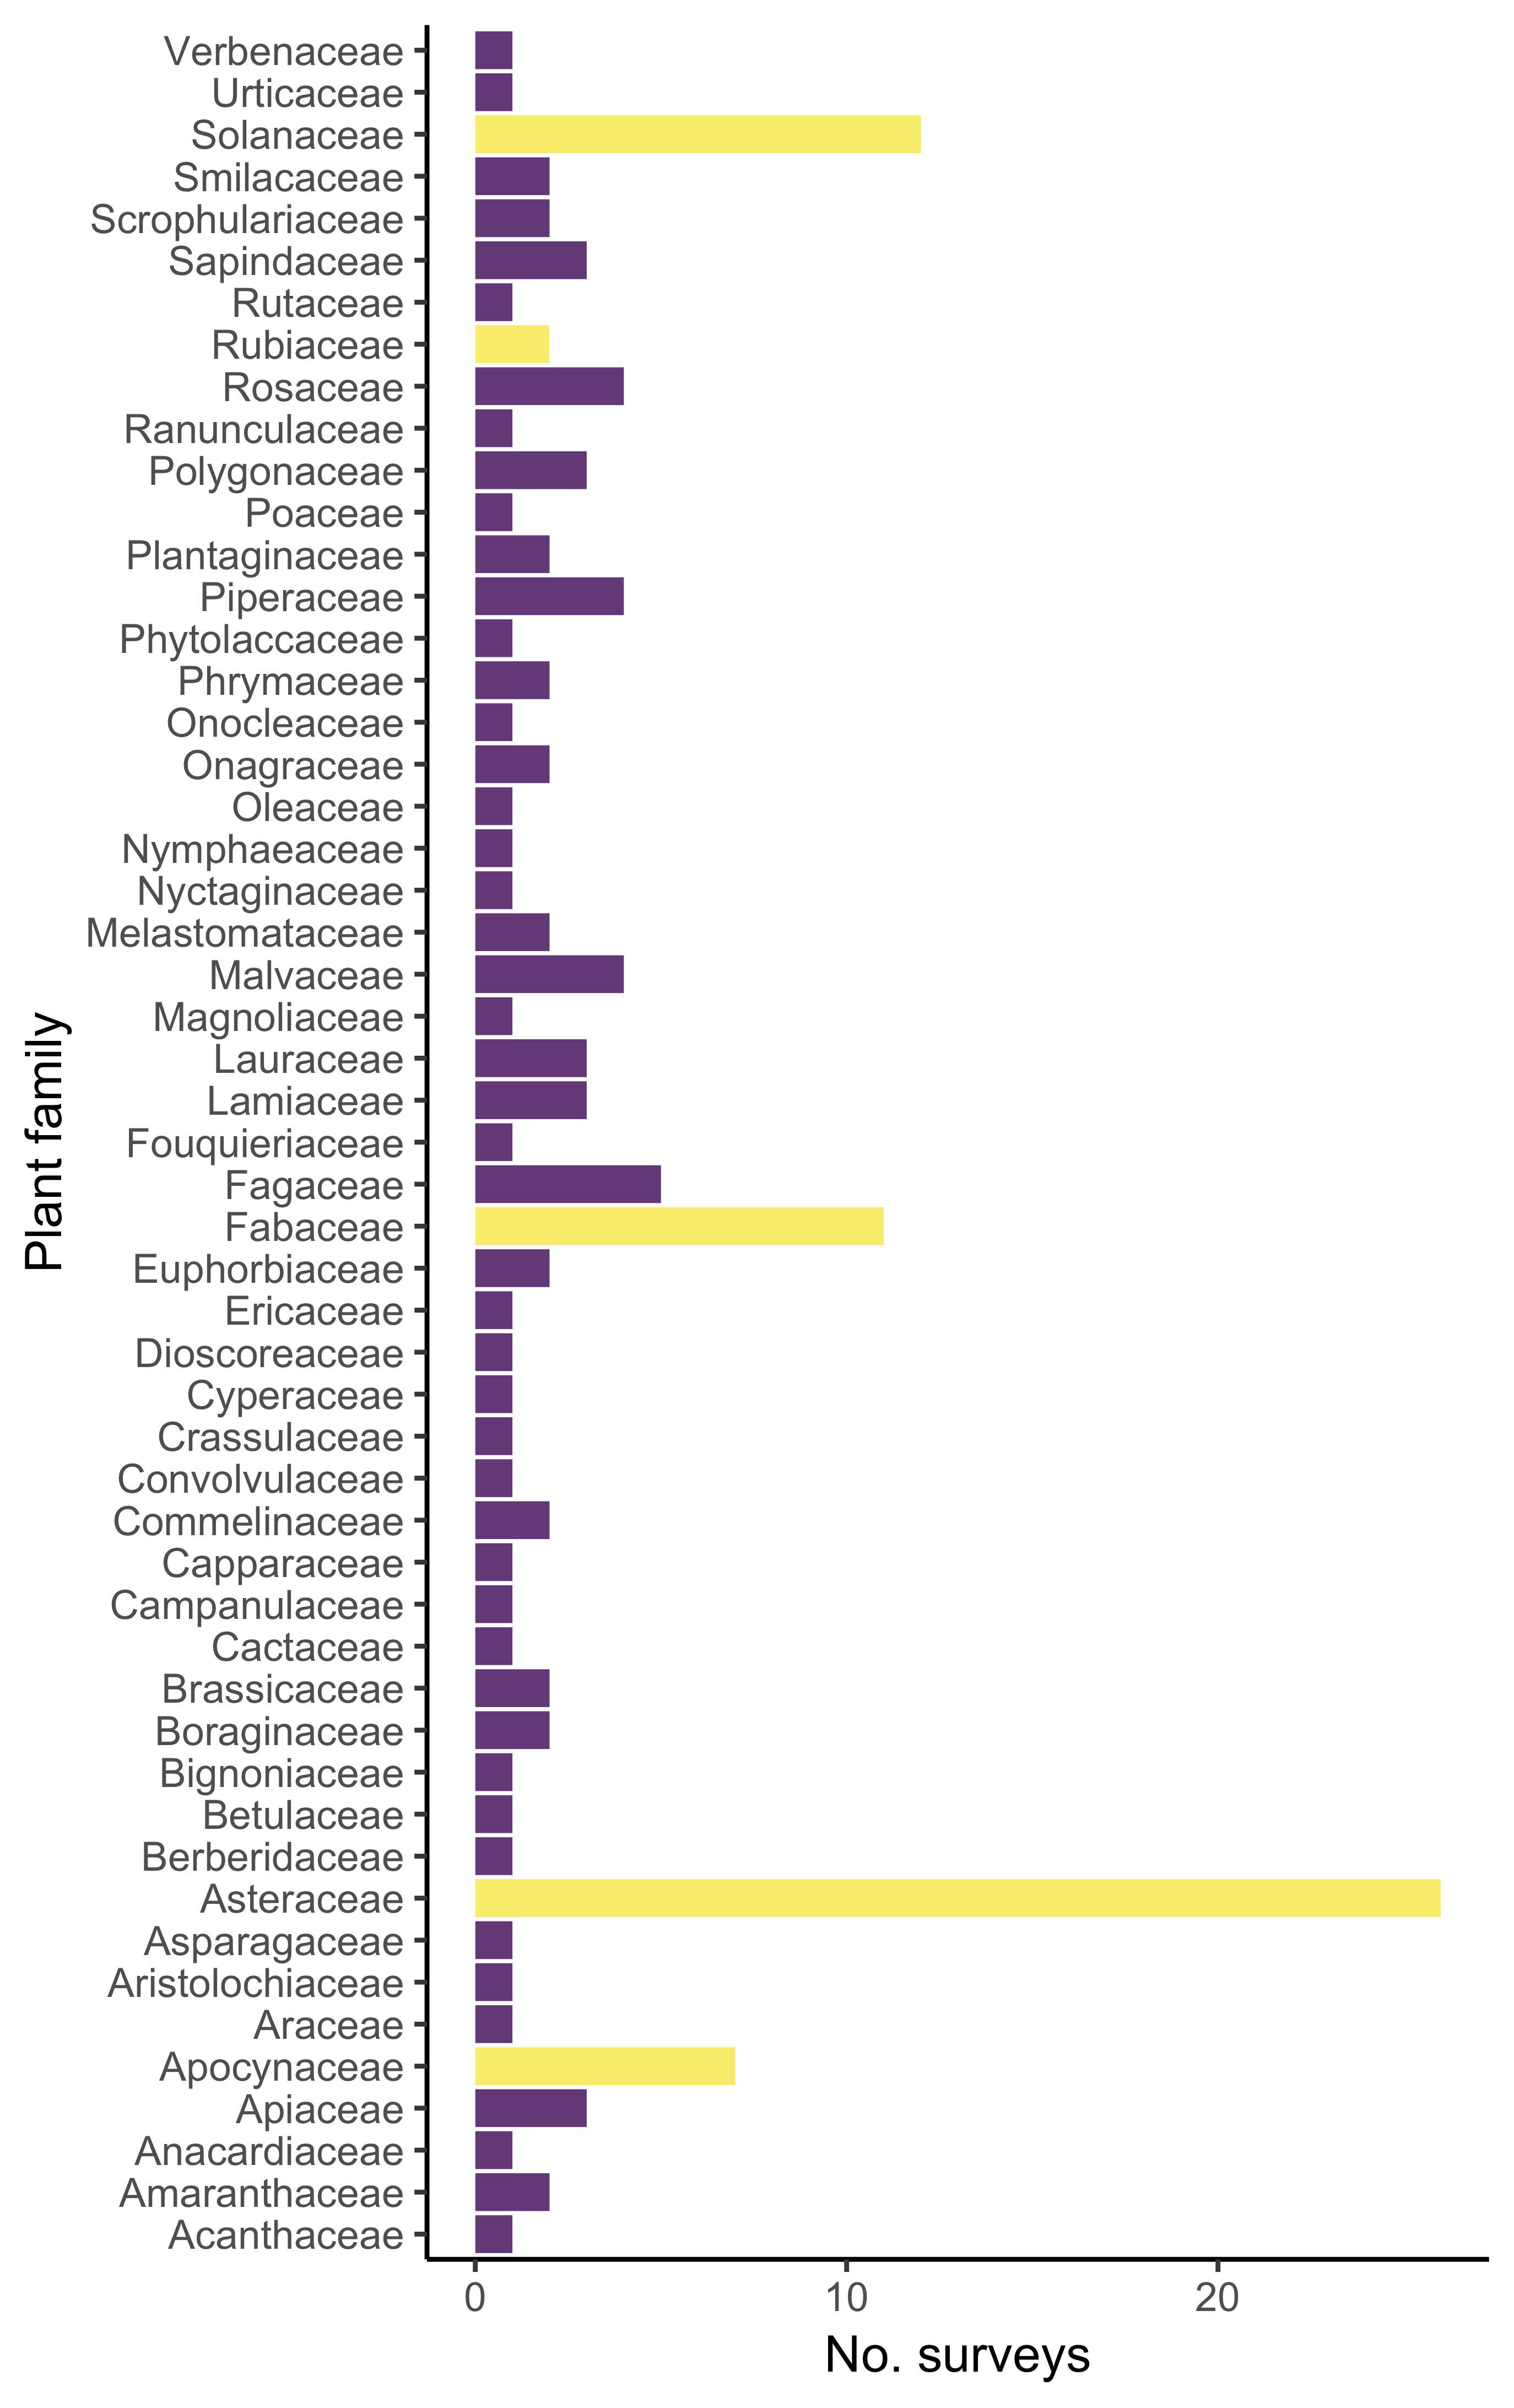 Verbenaceae
Urticaceae
Solanaceae
Smilacaceae
Scrophulariaceae
Sapindaceae
Rutaceae
Rubiaceae
Rosaceae
Ranunculaceae
Polygonaceae
Poaceae
Plantaginaceae
Piperaceae
Phytolaccaceae
Phrymaceae
Onocleaceae
Onagraceae
Oleaceae
Nymphaeaceae
Nyctaginaceae
Melastomataceae
Malvaceae
Magnoliaceae
Lauraceae
Lamiaceae
Fouquieriaceae
Fagaceae
Fabaceae
Euphorbiaceae
Ericaceae
Dioscoreaceae
Cyperaceae
Crassulaceae
Convolvulaceae
Commelinaceae
Capparaceae
Campanulaceae
Cactaceae
Brassicaceae
Boraginaceae
Bignoniaceae
Betulaceae
Berberidaceae
Asteraceae
Asparagaceae
Aristolochiaceae
Araceae
Apocynaceae
Apiaceae
Anacardiaceae
Amaranthaceae
Acanthaceae
Plant family
0 10 20
No. surveys